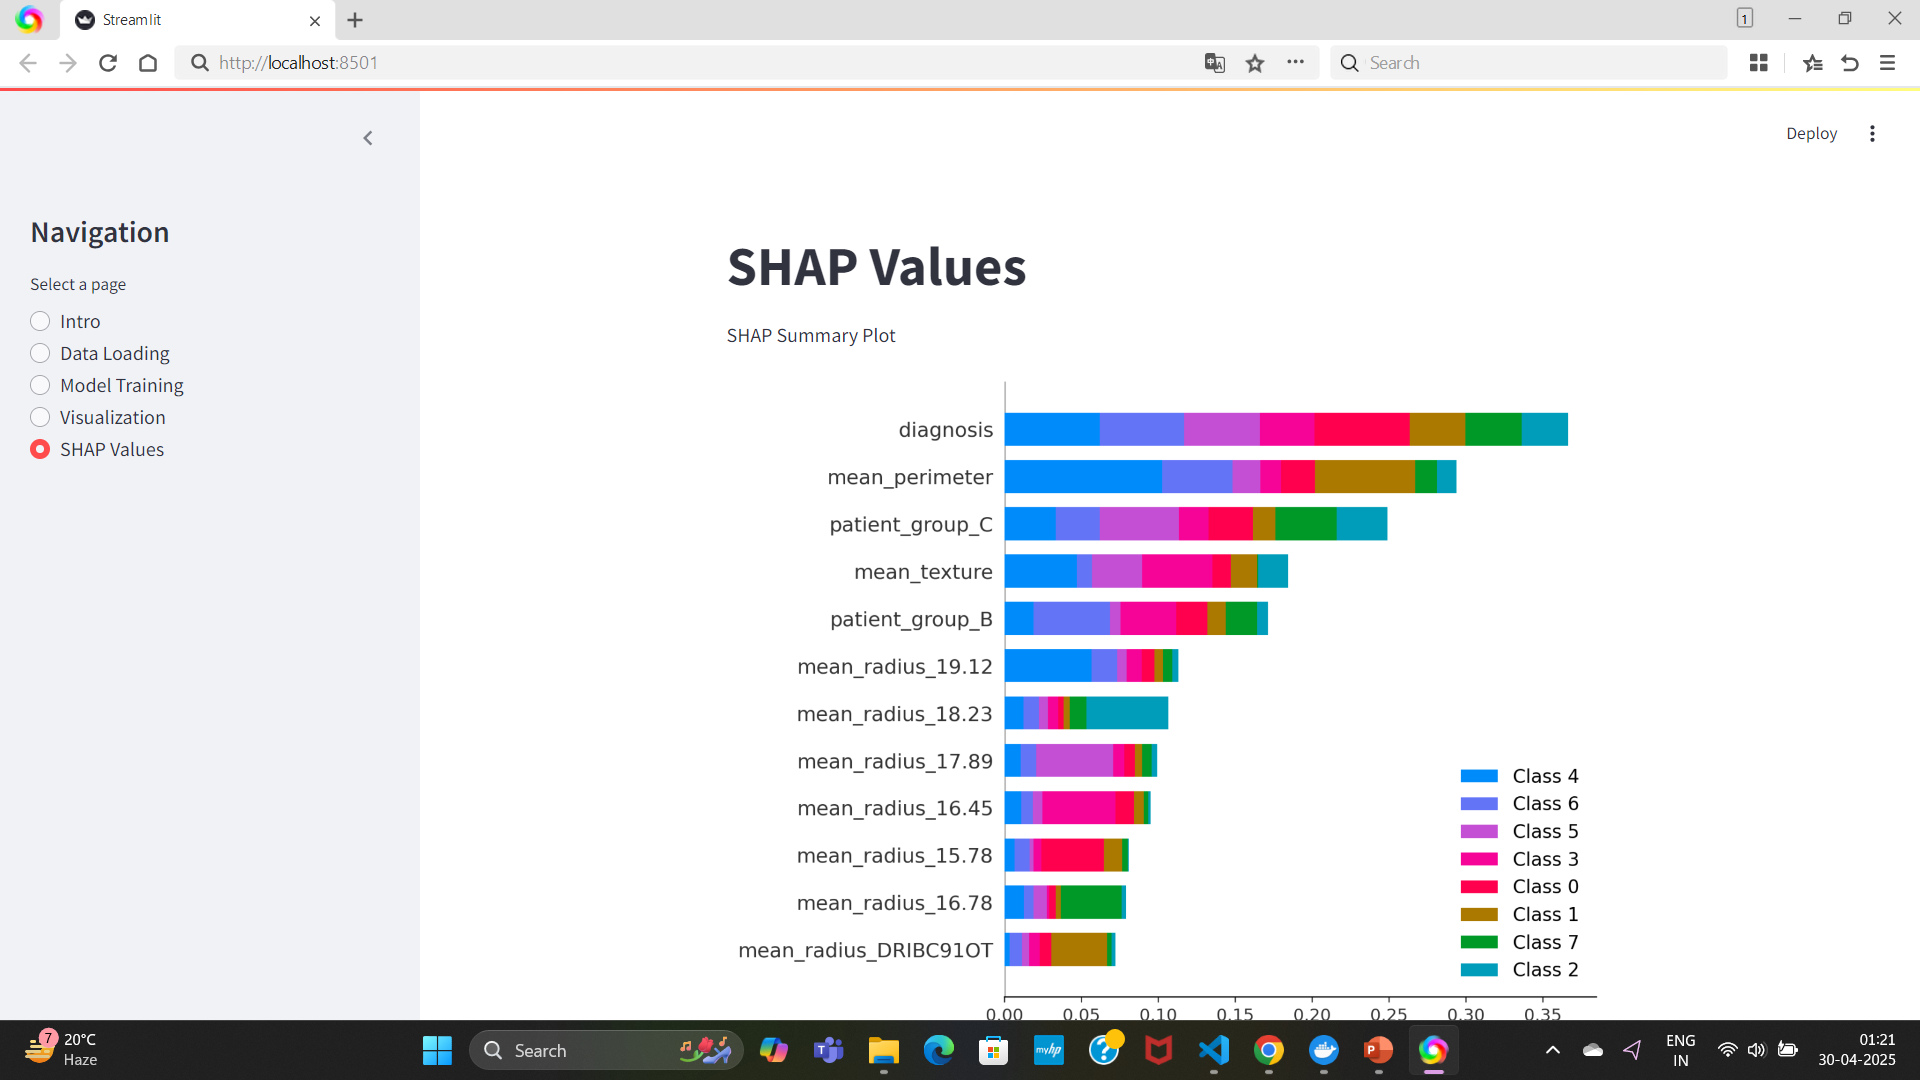 Streamlit
1
http://localhost:8501
Search
Deploy
Navigation
Select a page
Intro
Data Loading
Model Training
Visualization
SHAP Values
SHAP Values
SHAP Summary Plot
diagnosis
mean_perimeter
patient_group_C
mean_texture
patient_group_B
mean_radius_19.12
mean_radius_18.23
mean_radius_17.89
mean_radius_16.45
mean_radius_15.78
mean_radius_16.78
mean_radius_DRIBC91OT
Class 4
Class 6
Class 5
Class 3
Class 0
Class 1
Class 7
Class 2
0.00 0.05 0.10 0.15 0.20 0.25 0.30 0.35
7
20°C
Haze
Search
myhp
ENG
IN
01:21
30-04-2025